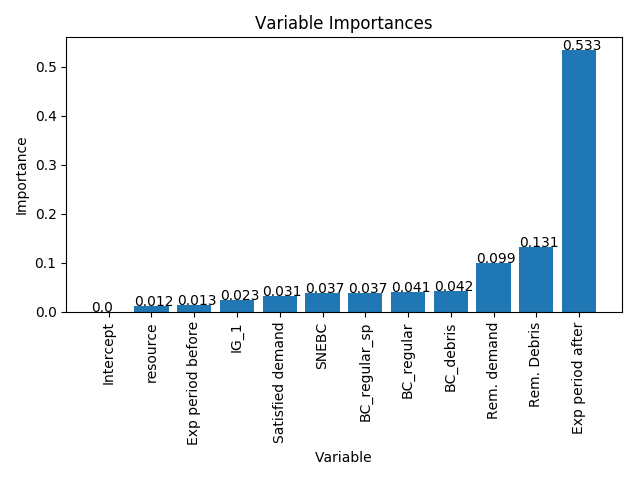 Variable Importances
Importance
0.5
0.4
0.3
0.2
0.1
0.0
0.0
0.012
0.013
0.023
0.031
0.037
0.037
0.041
0.042
0.099
0.131
0.533
Intercept
resource
Exp period before
IG_1
Satisfied demand
SNEBC
BC_regular_sp
BC_regular
BC_debris
Rem. demand
Rem. Debris
Exp period after
Variable